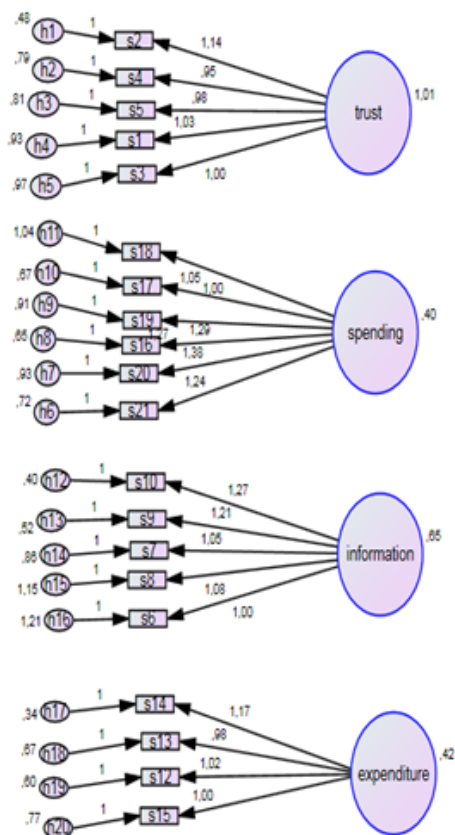 ,48 h1 1 s2 1,14
,79 h2 1 s4 ,95
,81 h3 1 s5 ,98 trust 1,01
,93 h4 1 s1 1,03
,97 h5 1 s3 1,00
1,04 h11 1 s18 1,05
,67 h10 1 s17 1,00
,91 h9 1 s19 1,29 spending ,40
,65 h8 1 s16 1,27 1,38
,93 h7 1 s20 1,24
,72 h6 1 s21
,40 h12 1 s10 1,27
,52 h13 1 s9 1,21
,86 h14 1 s7 1,06 information ,65
1,15 h15 1 s8 1,08
1,21 h16 1 s6 1,00
,34 h17 1 s14 1,17
,67 h18 1 s13 ,98
,60 h19 1 s12 1,02 expenditure ,42
,77 h20 1 s15 1,00